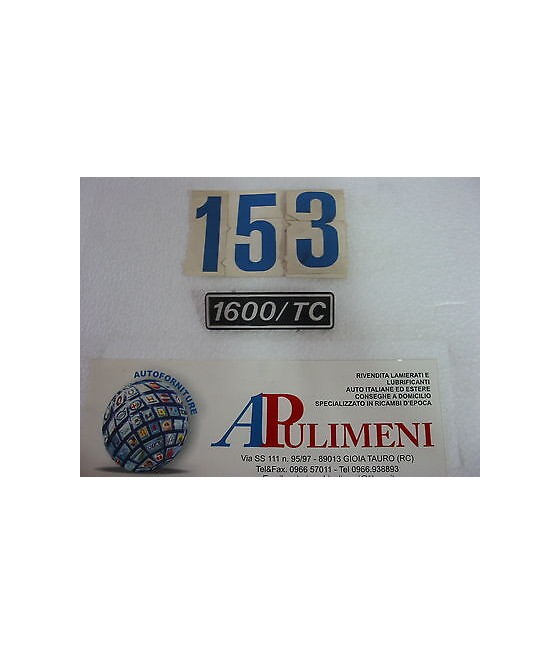 153
1600/TC
AUTOFORNITURE
RIVENDITA LAMIERATI E
LUBRIFICANTI
AUTO ITALIANE ED ESTERE
CONSEGNE A DOMICILIO
SPECIALIZZATO IN RICAMBI D'EPOCA
APULIMENI
Via SS 111 n. 95/97 - 89013 GIOIA TAURO (RC)
Tel&Fax. 0966 57011 - Tel 0966.938893